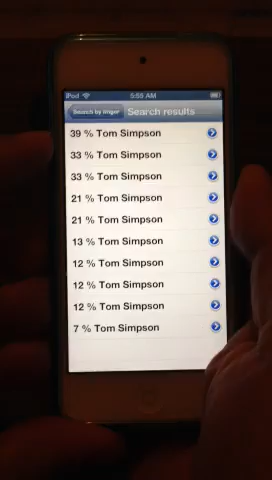 iPod 5:55 AM
Search by finger Search results
39 % Tom Simpson
33 % Tom Simpson
33 % Tom Simpson
21 % Tom Simpson
21 % Tom Simpson
13 % Tom Simpson
12 % Tom Simpson
12 % Tom Simpson
12 % Tom Simpson
7 % Tom Simpson